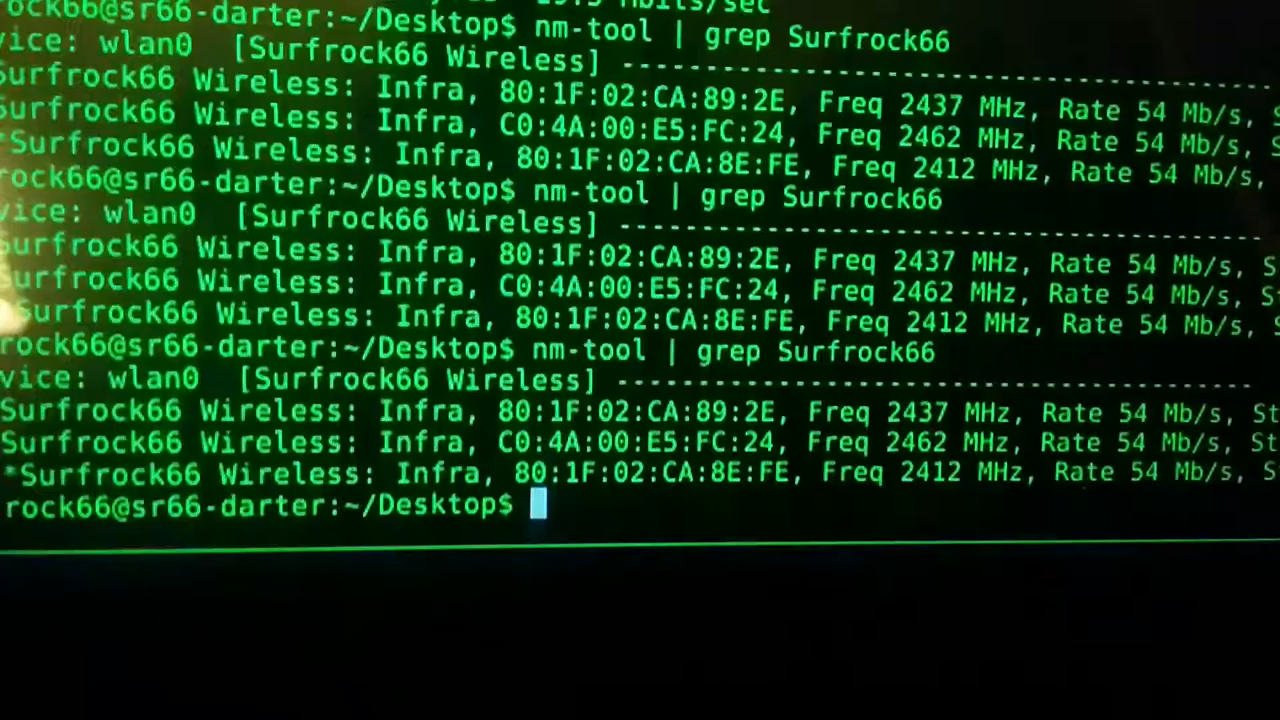 rock66@sr66-darter:~/Desktop$ nm-tool | grep Surfrock66
vice: wlan0 [Surfrock66 Wireless] ----------------------------------------
Surfrock66 Wireless: Infra, 80:1F:02:CA:89:2E, Freq 2437 MHz, Rate 54 Mb/s, S
Surfrock66 Wireless: Infra, C0:4A:00:E5:FC:24, Freq 2462 MHz, Rate 54 Mb/s, S
*Surfrock66 Wireless: Infra, 80:1F:02:CA:8E:FE, Freq 2412 MHz, Rate 54 Mb/s,
rock66@sr66-darter:~/Desktop$ nm-tool | grep Surfrock66
vice: wlan0 [Surfrock66 Wireless] ----------------------------------------
Surfrock66 Wireless: Infra, 80:1F:02:CA:89:2E, Freq 2437 MHz, Rate 54 Mb/s, S
Surfrock66 Wireless: Infra, C0:4A:00:E5:FC:24, Freq 2462 MHz, Rate 54 Mb/s, St
Surfrock66 Wireless: Infra, 80:1F:02:CA:8E:FE, Freq 2412 MHz, Rate 54 Mb/s, S
rock66@sr66-darter:~/Desktop$ nm-tool | grep Surfrock66
vice: wlan0 [Surfrock66 Wireless] ----------------------------------------
Surfrock66 Wireless: Infra, 80:1F:02:CA:89:2E, Freq 2437 MHz, Rate 54 Mb/s, St
Surfrock66 Wireless: Infra, C0:4A:00:E5:FC:24, Freq 2462 MHz, Rate 54 Mb/s, St
*Surfrock66 Wireless: Infra, 80:1F:02:CA:8E:FE, Freq 2412 MHz, Rate 54 Mb/s, S
rock66@sr66-darter:~/Desktop$